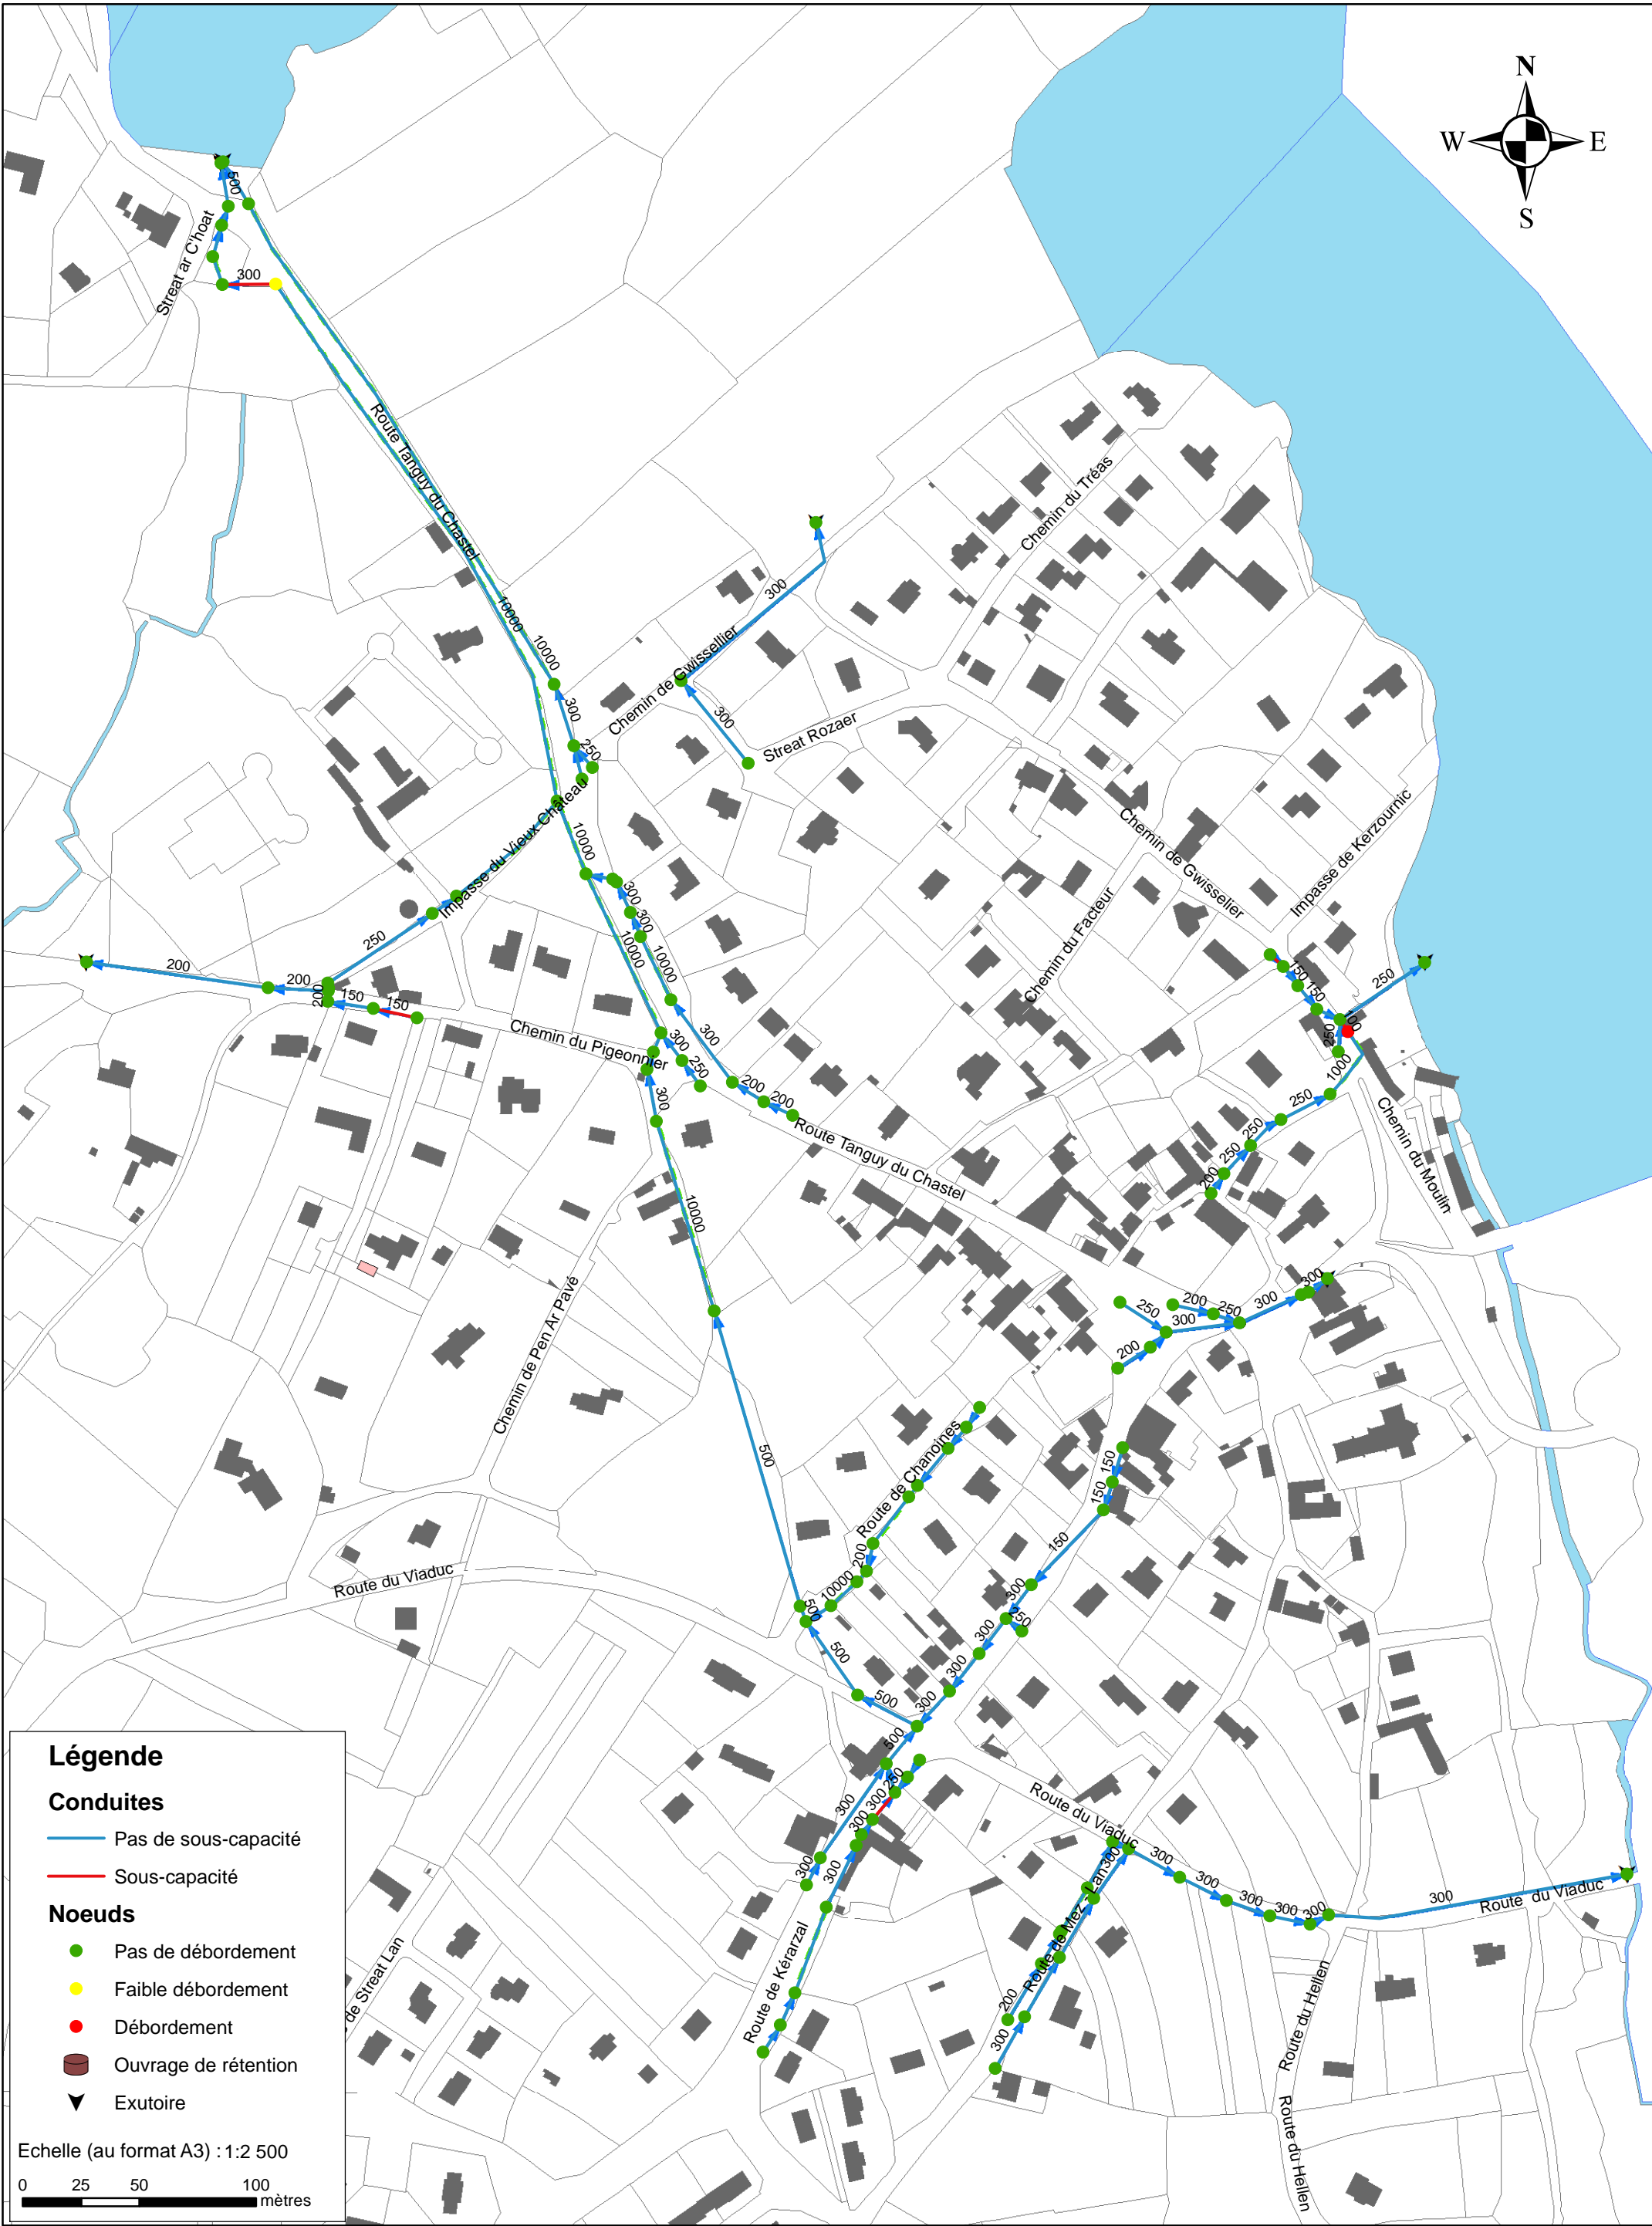 N
W E
S
500
Streat ar C'hoat
300
Route Tanguy du Chastel
Chemin du Tréas
10000
10000
300
300
Chemin de Gwissellier
300
Streat Rozaer
250
Impasse du Vieux Château
10000
Chemin de Gwisselier
Impasse de Kerzournic
Chemin du Facteur
300
300
250
10000
10000
200
200
200
150
150
150
150
250
100
250
1000
Chemin du Pigeonnier
300
300
250
300
200
200
250
250
250
200
Route Tanguy du Chastel
Chemin du Moulin
10000
Chemin de Pen Ar Pavé
250
200
250
300
300
300
200
500
Route de Chanoines
150
150
150
200
10000
Route du Viaduc
500
300
250
300
500
300
500
300
500
250
300
300
300
300
300
Route du Viaduc
300
Route de Mez - Lan
300
300
300
300
300
300
Route du Viaduc
Route de Kérarzal
200
300
Route du Hellen
Route du Hellen
de Streat Lan
Légende
Conduites
Pas de sous-capacité
Sous-capacité
Noeuds
Pas de débordement
Faible débordement
Débordement
Ouvrage de rétention
Exutoire
Echelle (au format A3) : 1:2 500
0 25 50 100
mètres